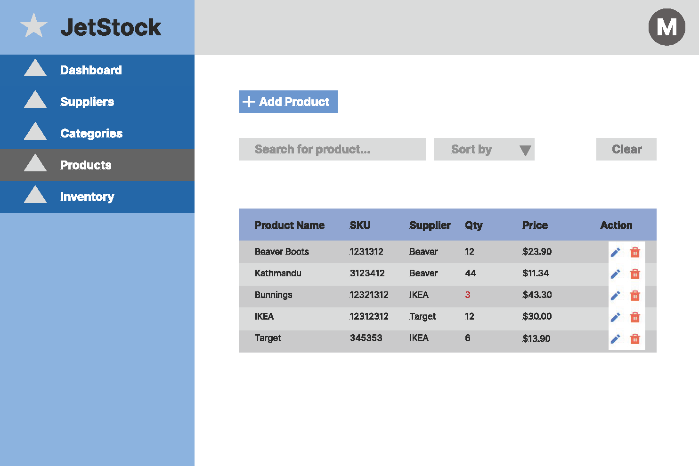 JetStock
M
Dashboard
Suppliers
Categories
Products
Inventory
+ Add Product
Search for product...
Sort by
Clear
Product Name SKU Supplier Qty Price Action
Beaver Boots 1231312 Beaver 12 $23.90
Kathmandu 3123412 Beaver 44 $11.34
Bunnings 12321312 IKEA 3 $43.30
IKEA 12312312 Target 12 $30.00
Target 345353 IKEA 6 $13.90